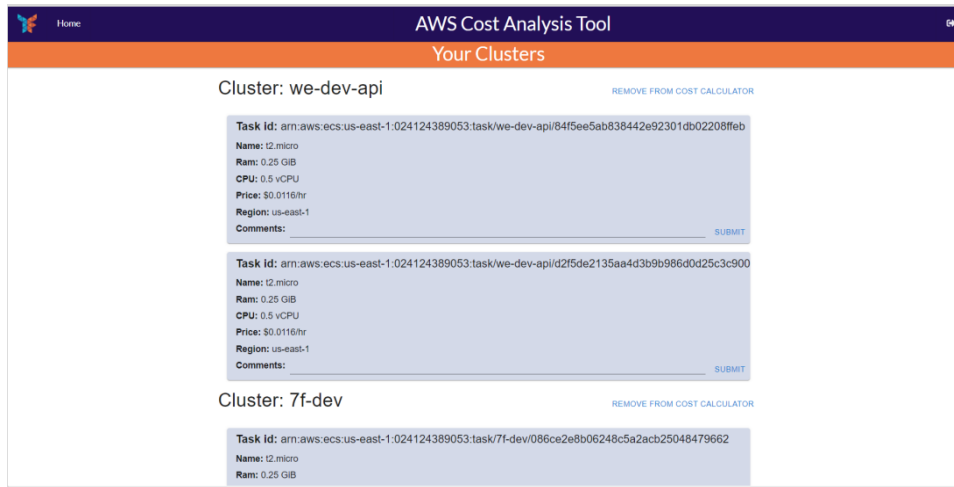 Home
AWS Cost Analysis Tool
Your Clusters
Cluster: we-dev-api
REMOVE FROM COST CALCULATOR
Task id: arn:aws:ecs:us-east-1:024124389053:task/we-dev-api/84f5ee5ab838442e92301db02208ffeb
Name: t2.micro
Ram: 0.25 GiB
CPU: 0.5 vCPU
Price: $0.0116/hr
Region: us-east-1
Comments:
SUBMIT
Task id: arn:aws:ecs:us-east-1:024124389053:task/we-dev-api/d2f5de2135aa4d3b9b986d0d25c3c900
Name: t2.micro
Ram: 0.25 GiB
CPU: 0.5 vCPU
Price: $0.0116/hr
Region: us-east-1
Comments:
SUBMIT
Cluster: 7f-dev
REMOVE FROM COST CALCULATOR
Task id: arn:aws:ecs:us-east-1:024124389053:task/7f-dev/086ce2e8b06248c5a2acb25048479662
Name: t2.micro
Ram: 0.25 GiB